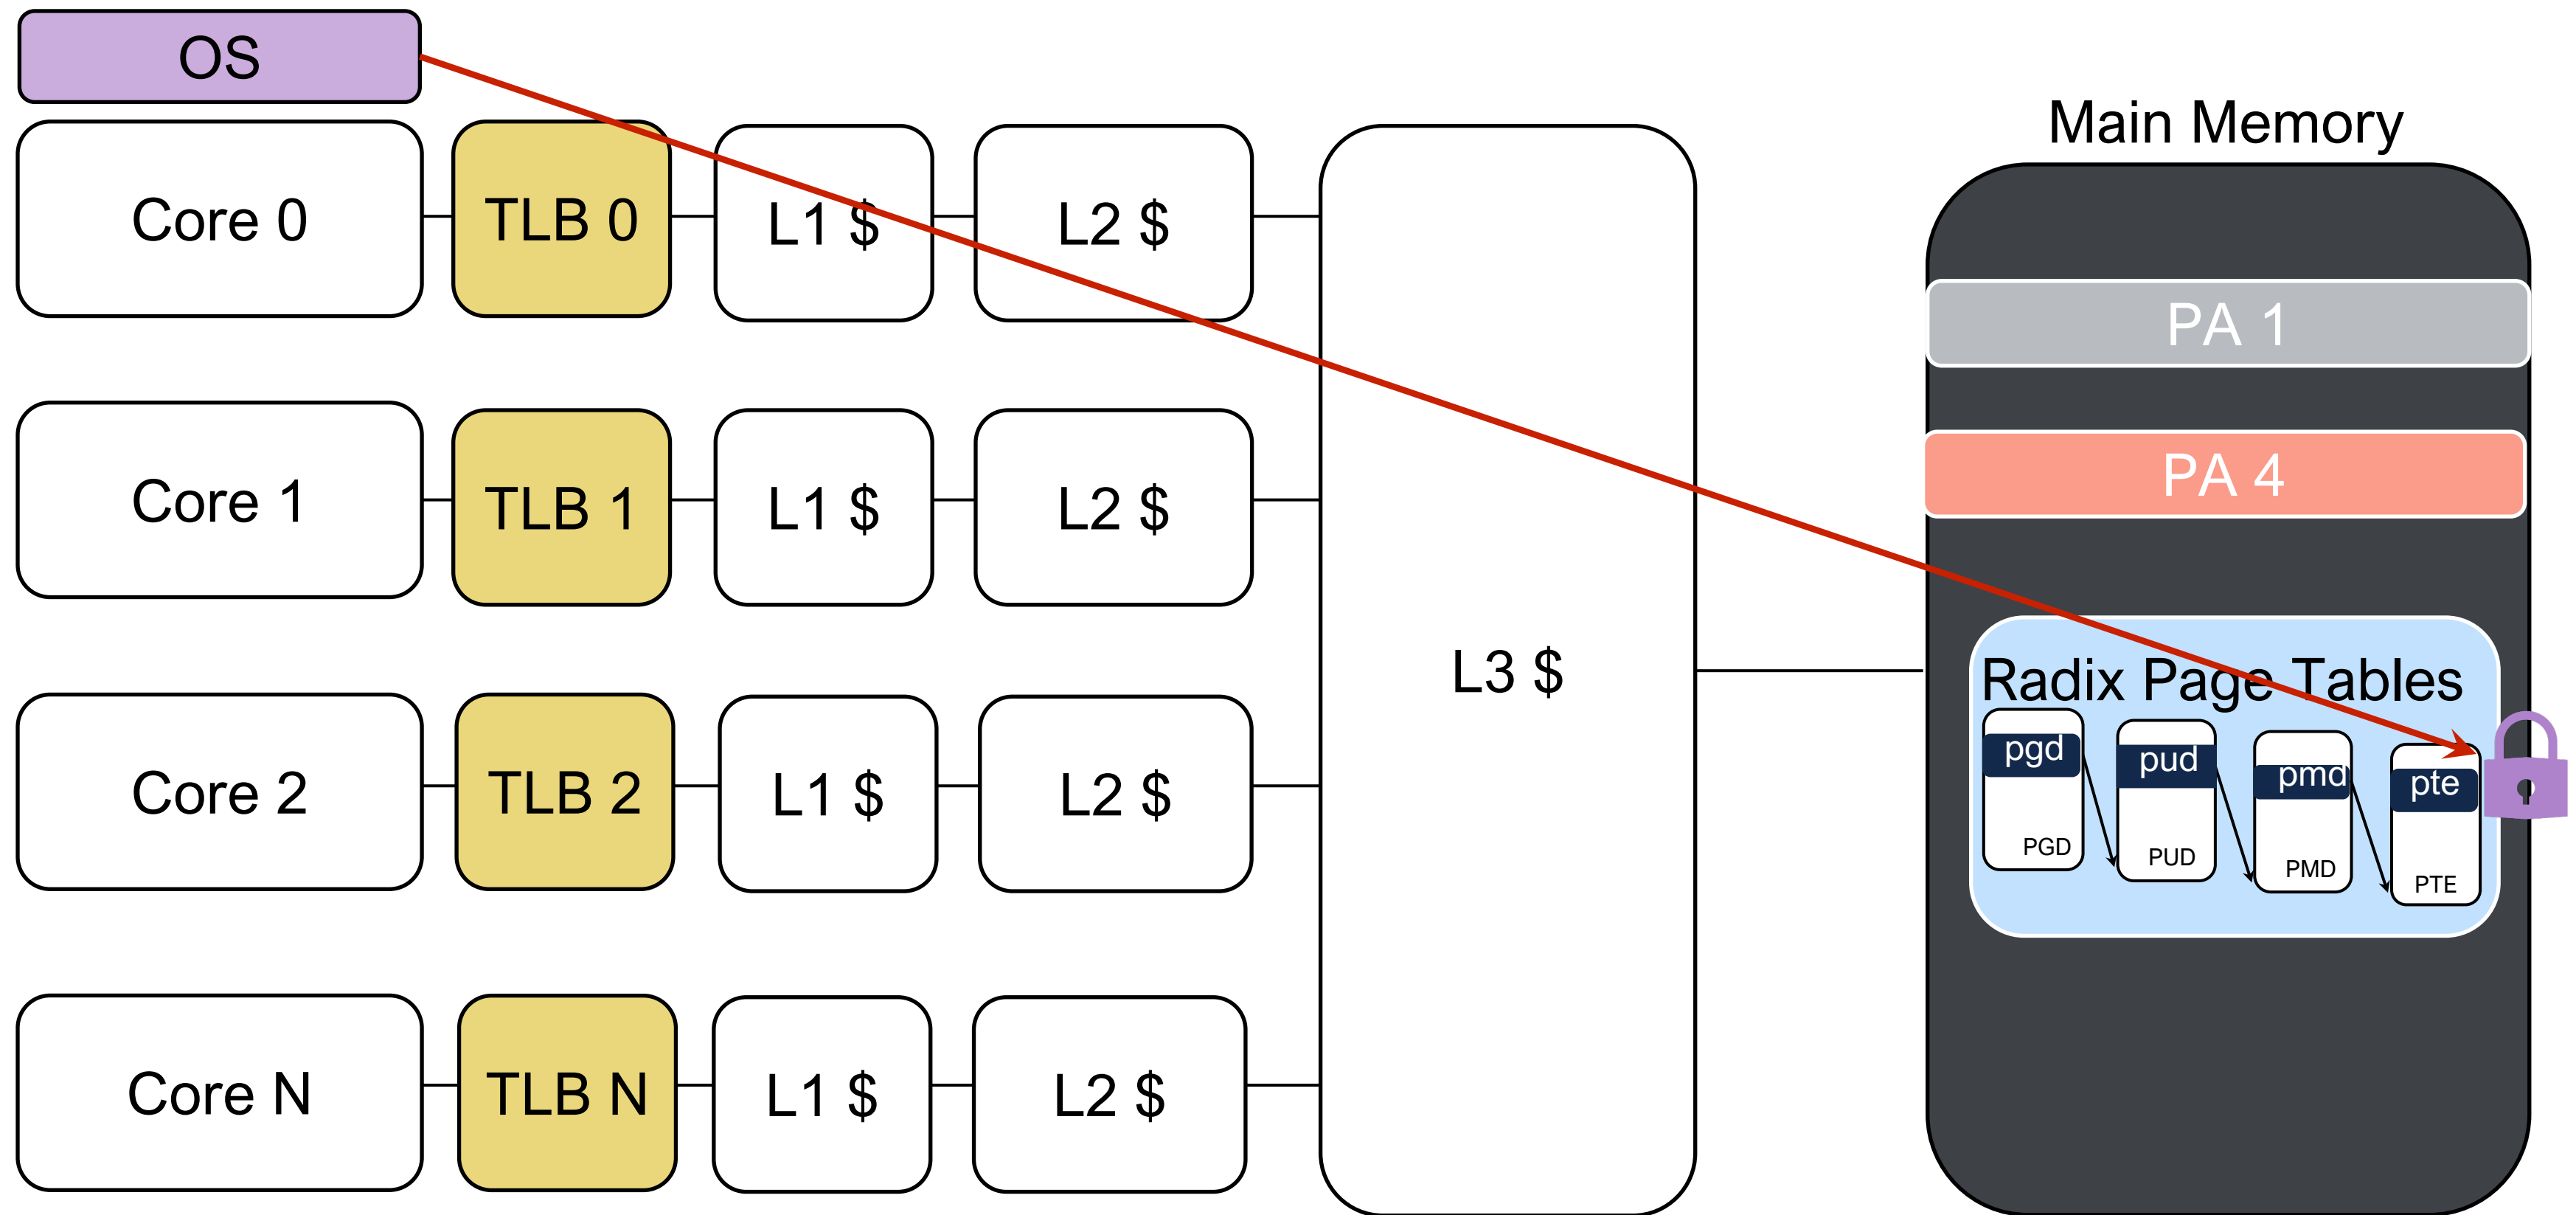 OS
Main Memory
Core 0
TLB 0
L1 $
L2 $
PA 1
Core 1
TLB 1
L1 $
L2 $
PA 4
L3 $
Radix Page Tables
pgd
pud
pmd
pte
PGD
PUD
PMD
PTE
Core 2
TLB 2
L1 $
L2 $
Core N
TLB N
L1 $
L2 $